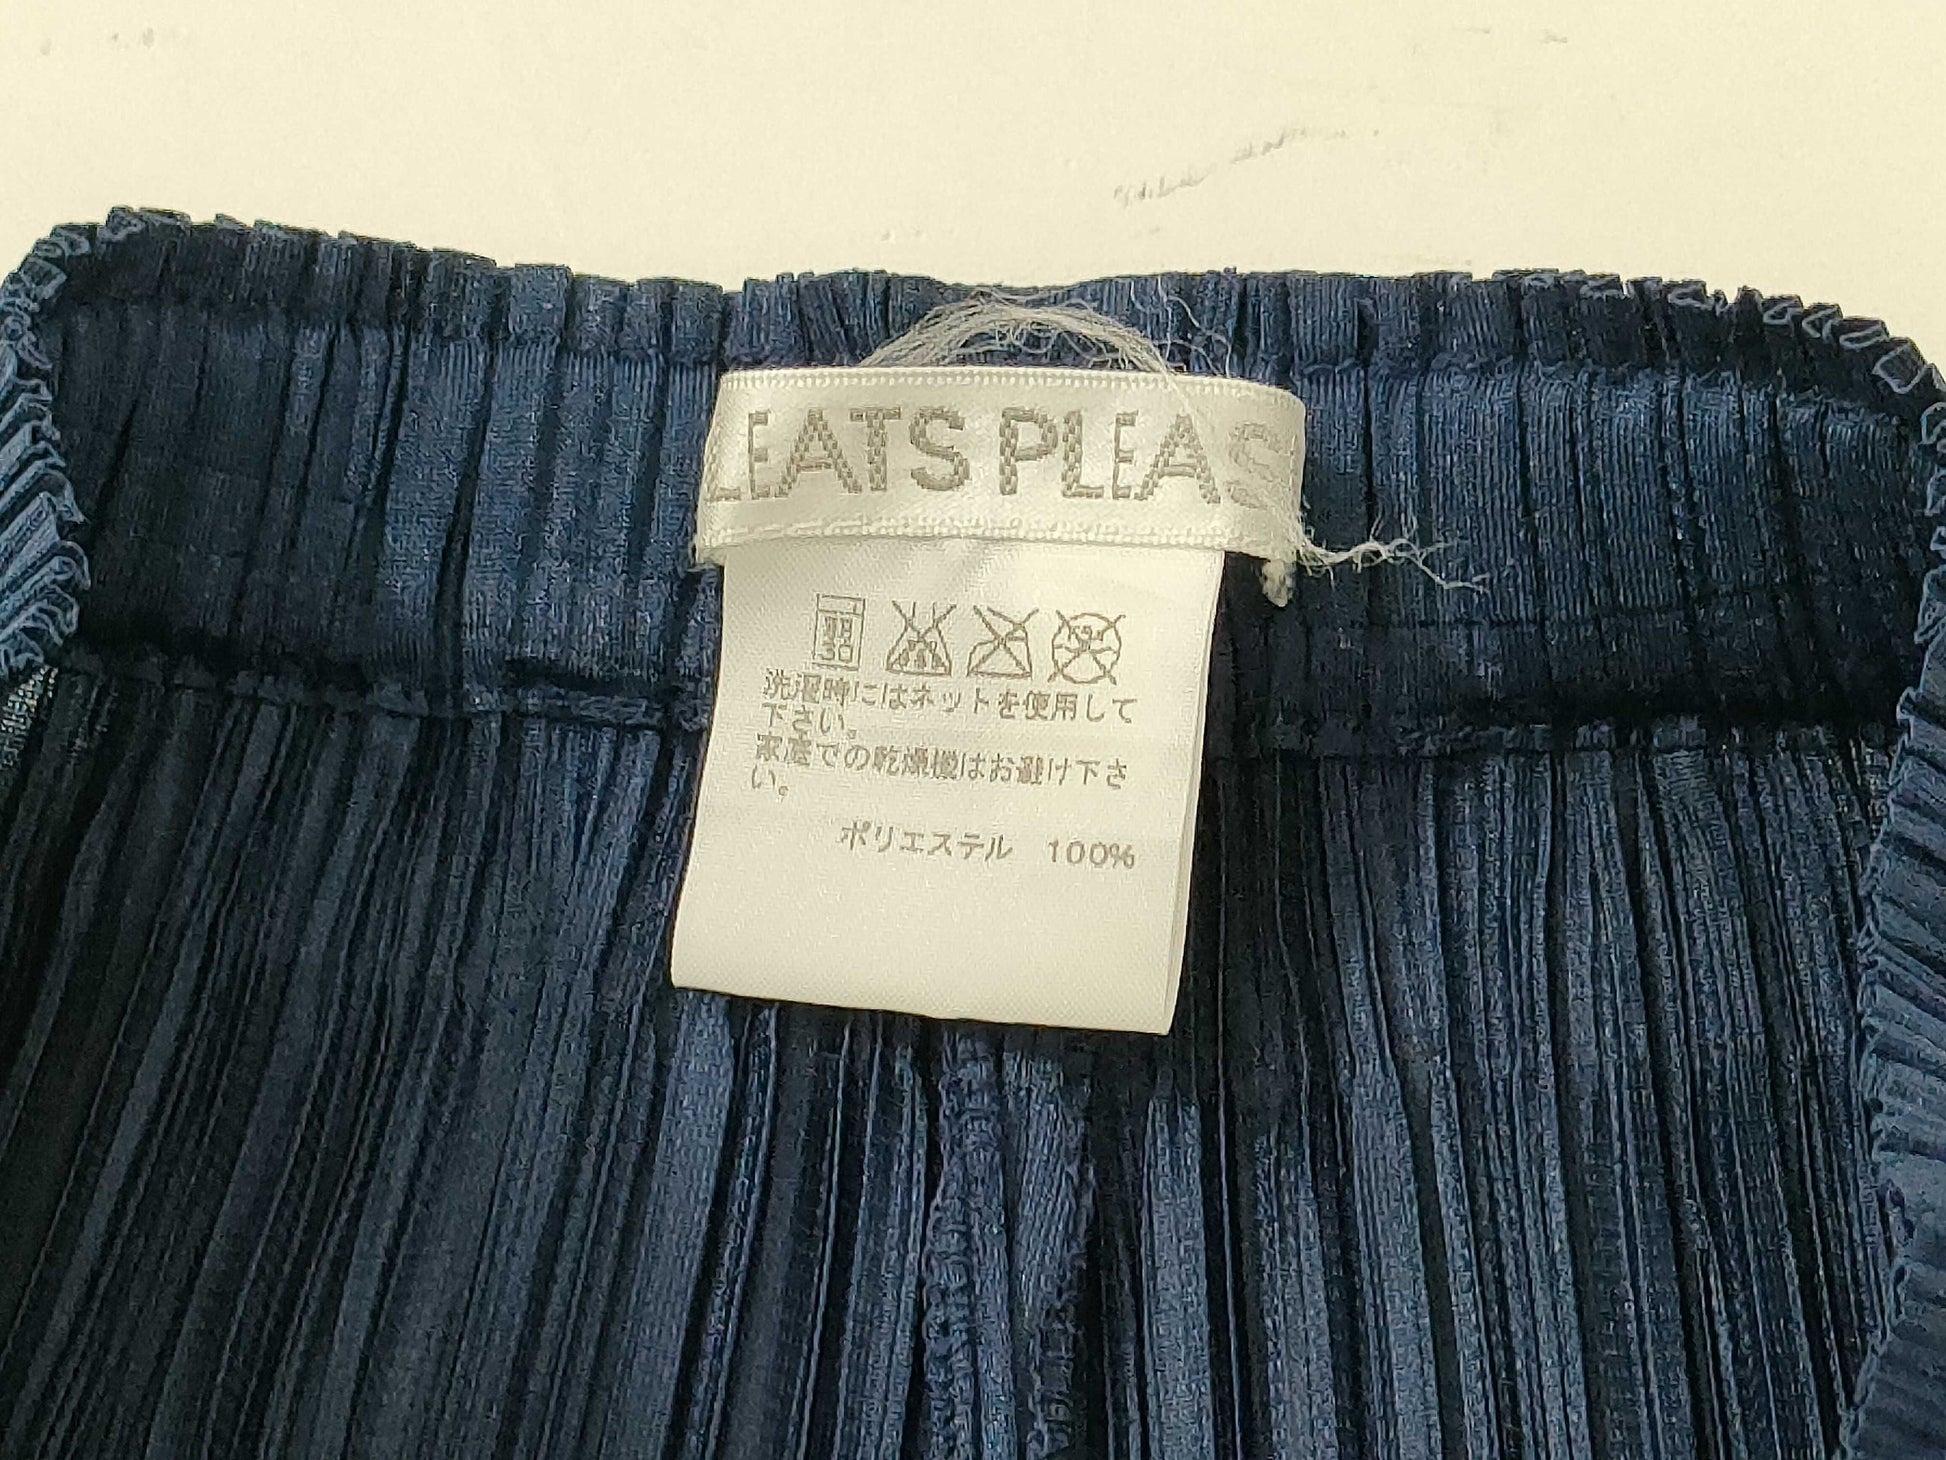 LEATS PLEAS
弱
30
洗濯時にはネットを使用して
下さい。
家庭での乾燥機はお避け下さ
い。
ポリエステル 100%